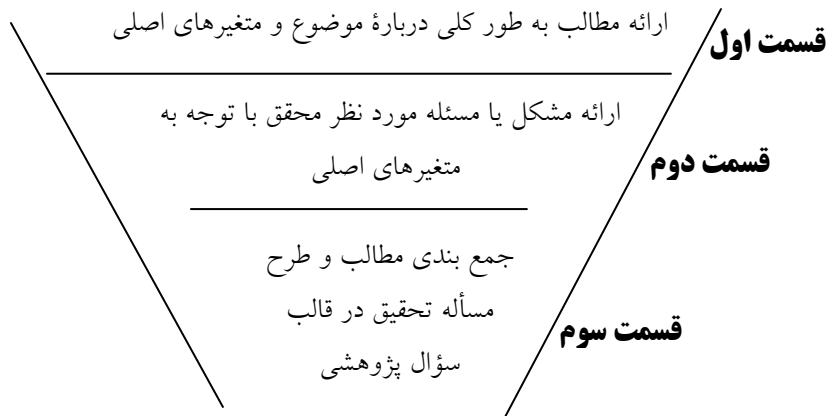 ارائه مطالب به طور کلی دربارۀ موضوع و متغیرهای اصلی
قسمت اول
ارائه مشکل یا مسئله مورد نظر محقق با توجه به
متغیرهای اصلی
قسمت دوم
جمع بندی مطالب و طرح
مسأله تحقیق در قالب
سؤال پژوهشی
قسمت سوم